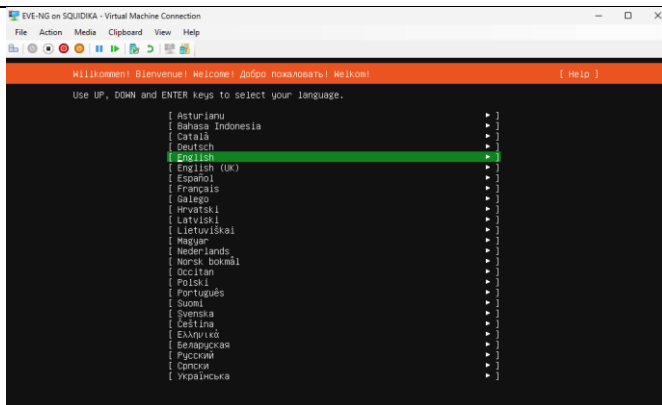 EVE-NG on SQUIDIKA - Virtual Machine Connection
File Action Media Clipboard View Help
Willkommen! Bienvenue! Welcome! Добро пожаловать! Welkom! [ Help ]
Use UP, DOWN and ENTER keys to select your language.
[ Asturianu ▸ ]
[ Bahasa Indonesia ▸ ]
[ Català ▸ ]
[ Deutsch ▸ ]
[ English ▸ ]
[ English (UK) ▸ ]
[ Español ▸ ]
[ Français ▸ ]
[ Galego ▸ ]
[ Hrvatski ▸ ]
[ Latviski ▸ ]
[ Lietuviškai ▸ ]
[ Magyar ▸ ]
[ Nederlands ▸ ]
[ Norsk bokmål ▸ ]
[ Occitan ▸ ]
[ Polski ▸ ]
[ Português ▸ ]
[ Suomi ▸ ]
[ Svenska ▸ ]
[ Čeština ▸ ]
[ Ελληνικά ▸ ]
[ Беларуская ▸ ]
[ Русский ▸ ]
[ Српски ▸ ]
[ Українська ▸ ]